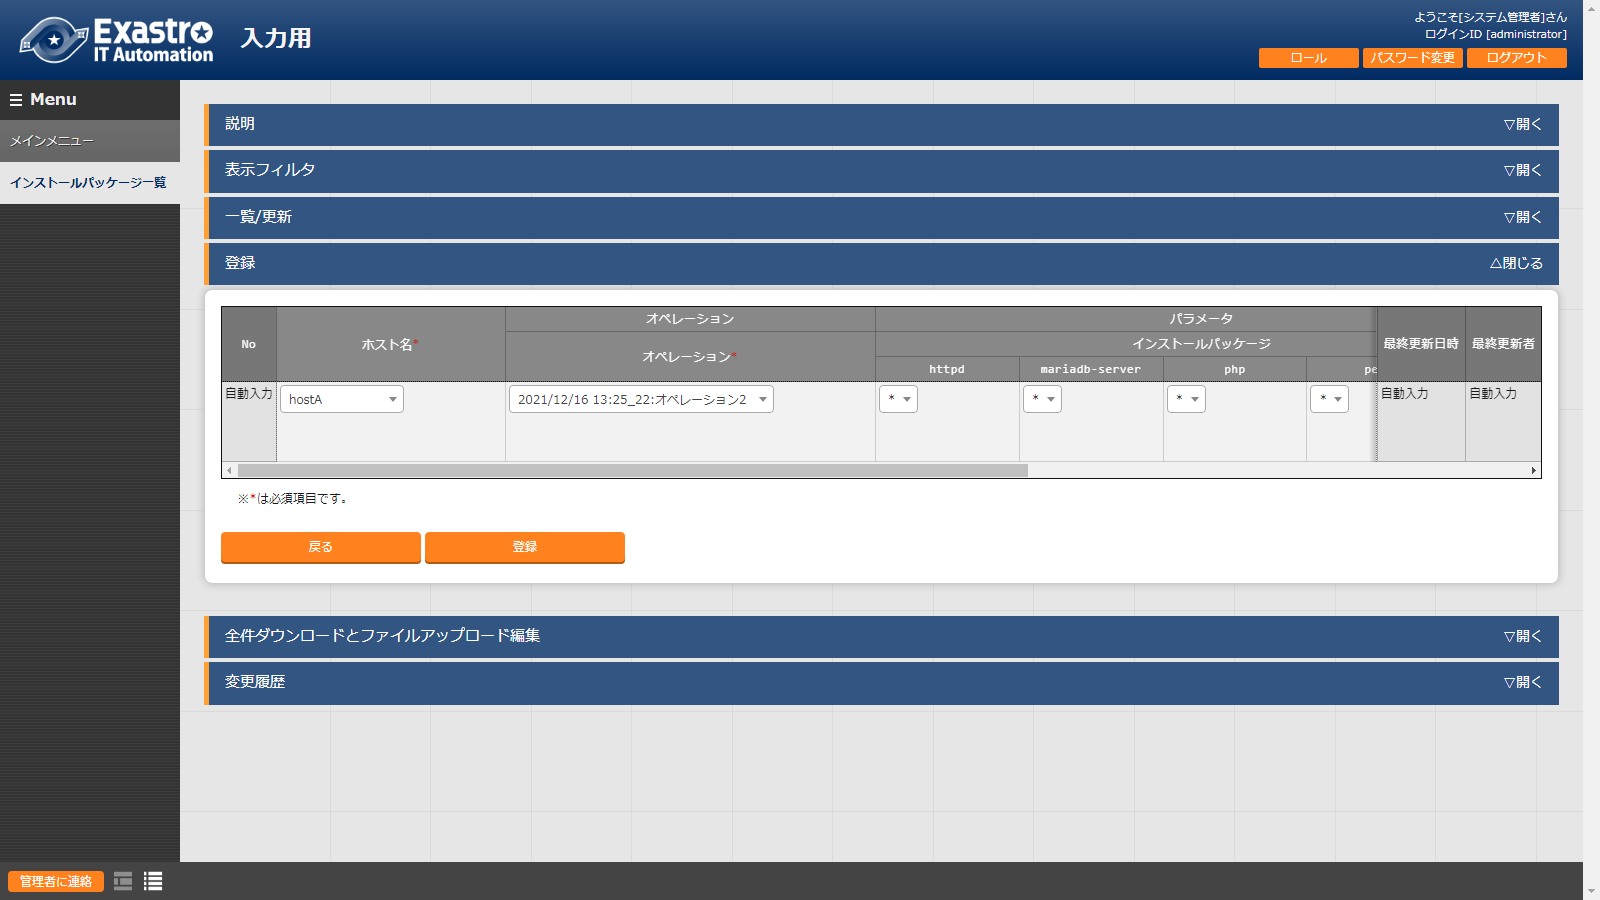 Exastro
IT Automation
入力用
ようこそ[システム管理者]さん
ログインID [administrator]
ロール
パスワード変更
ログアウト
Menu
メインメニュー
インストールパッケージ一覧
説明
▽開く
表示フィルタ
▽開く
一覧/更新
▽開く
登録
△閉じる
No
ホスト名*
オペレーション
オペレーション*
パラメータ
インストールパッケージ
httpd
mariadb-server
php
pe
最終更新日時
最終更新者
自動入力
hostA
2021/12/16 13:25_22:オペレーション2
*
*
*
*
自動入力
自動入力
※*は必須項目です。
戻る
登録
全件ダウンロードとファイルアップロード編集
▽開く
変更履歴
▽開く
管理者に連絡